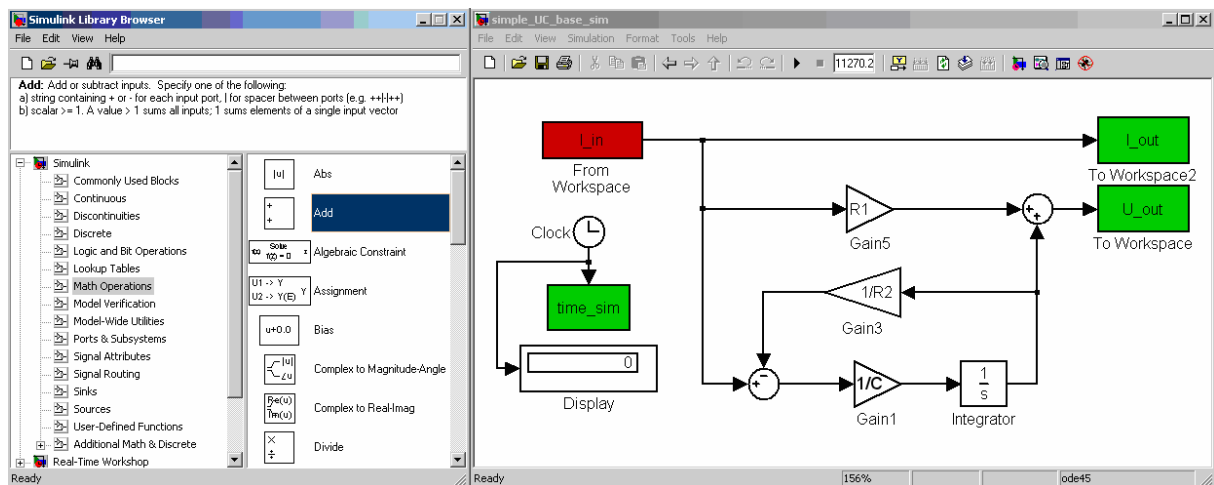 Simulink Library Browser
File Edit View Help
Add: Add or subtract inputs. Specify one of the following:
a) string containing + or - for each input port, | for spacer between ports (e.g. ++|-|++)
b) scalar >= 1. A value > 1 sums all inputs; 1 sums elements of a single input vector
Simulink
Commonly Used Blocks
Continuous
Discontinuities
Discrete
Logic and Bit Operations
Lookup Tables
Math Operations
Model Verification
Model-Wide Utilities
Ports & Subsystems
Signal Attributes
Signal Routing
Sinks
Sources
User-Defined Functions
Additional Math & Discrete
Real-Time Workshop
|u| Abs
+
+ Add
f(z) Solve f(z) = 0 z Algebraic Constraint
U1 -> Y
U2 -> Y(E) Y Assignment
u+0.0 Bias
|u|
∠u Complex to Magnitude-Angle
Re(u)
Im(u) Complex to Real-Imag
×
÷ Divide
Ready
simple_UC_base_sim
File Edit View Simulation Format Tools Help
11270.2
I_in
From
Workspace
I_out
To Workspace2
R1
Gain5
+
+
U_out
To Workspace
Clock
time_sim
1/R2
Gain3
0
Display
+
−
1/C
Gain1
1
s
Integrator
Ready 156% ode45